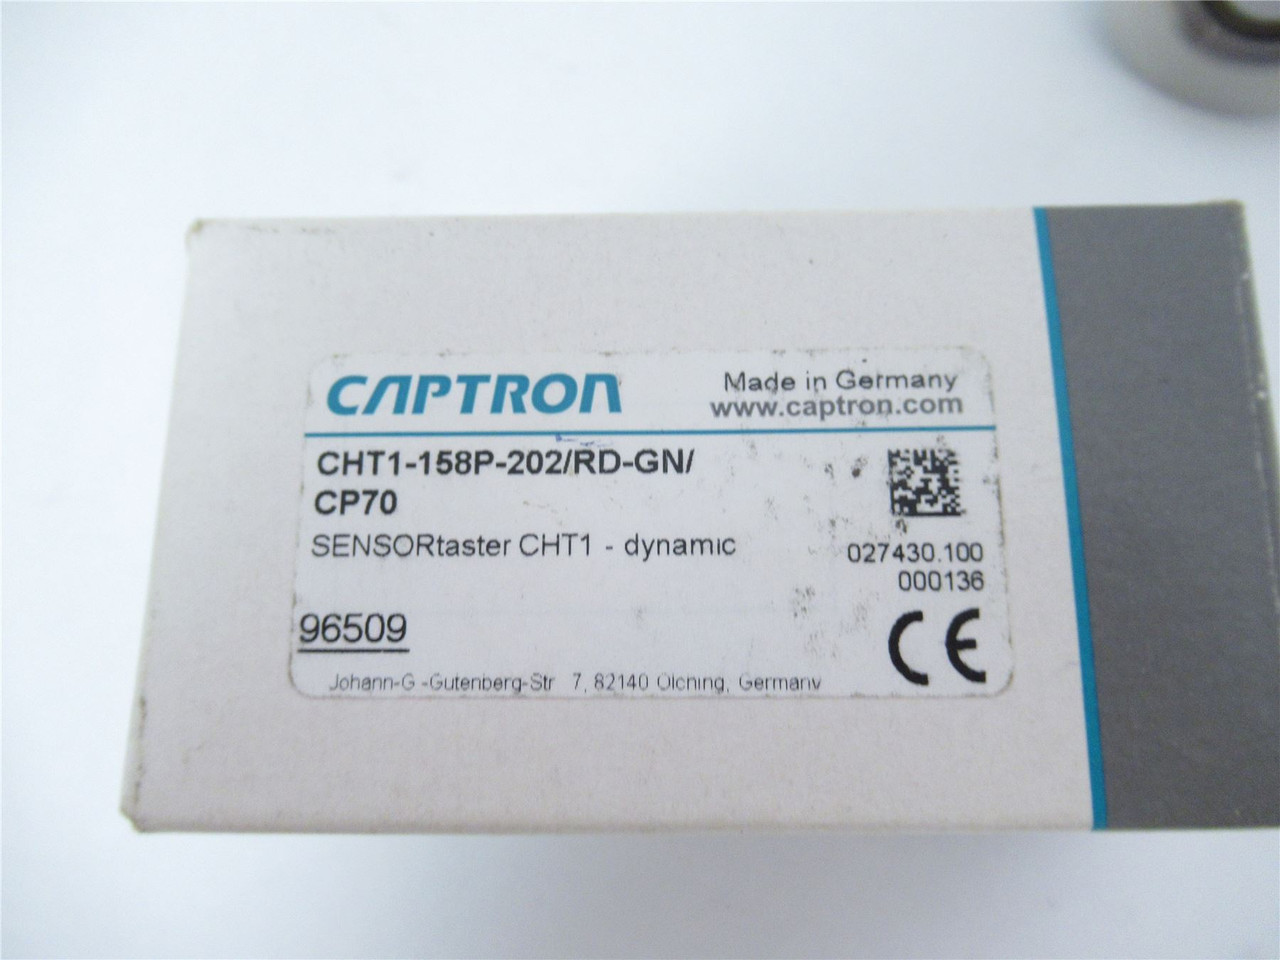 CAPTRON
Made in Germany
www.captron.com
CHT1-158P-202/RD-GN/
CP70
SENSORtaster CHT1 - dynamic
027430.100
000136
96509
CE
Johann-G -Gutenberg-Str 7, 82140 Olching, Germany